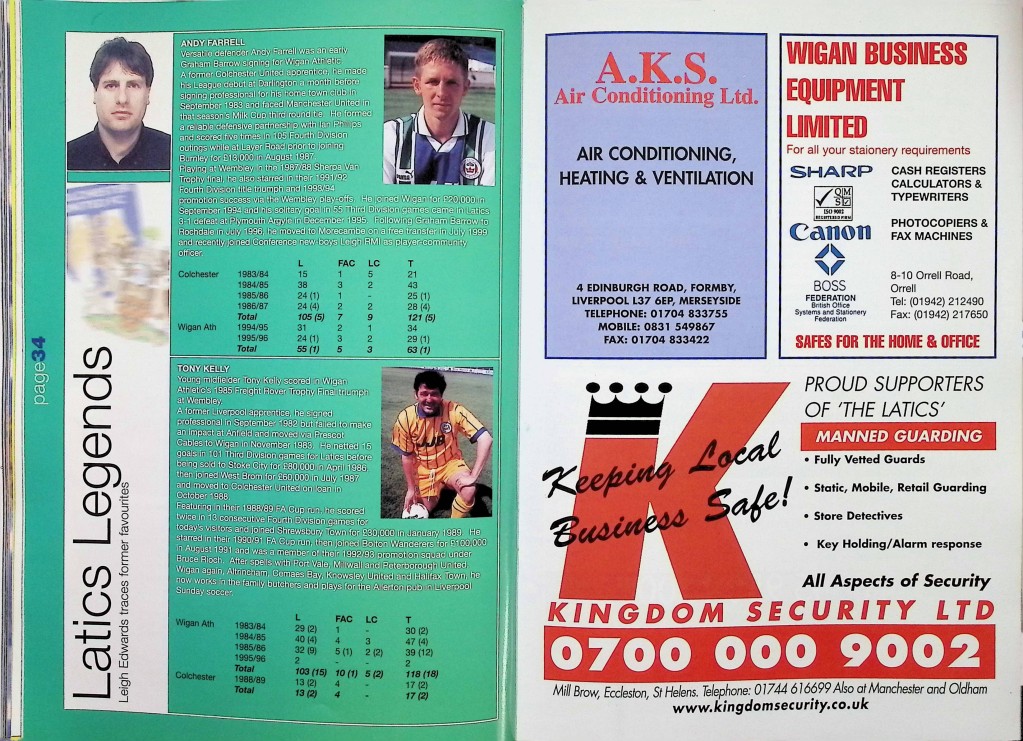 page34
Latics Legends
Leigh Edwards traces former favourites
ANDY FARRELL
Versatile defender Andy Farrell was an early
Graham Barrow signing for Wigan Athletic.
A former Colchester United apprentice, he made
his League debut at Darlington a month before
signing professional for his home town club in
September 1983 and faced Manchester United in
that season's Milk Cup third round tie. He formed
a reliable defensive partnership with Ian Phillips
and scored five times in 105 Fourth Division
outings while at Layer Road prior to joining
Burnley for £13,000 in August 1987.
Playing at Wembley in the 1987/88 Sherpa Van
Trophy final, he also starred in their 1991/92
Fourth Division title triumph and 1993/94
promotion success via the Wembley play-offs. He joined Wigan for £20,000 in
September 1994 and his solitary goal in 55 Third Division games came in Latics
3-1 defeat at Plymouth Argyle in December 1995. Following Graham Barrow to
Rochdale in July 1996, he moved to Morecambe on a free transfer in July 1999
and recently joined Conference new boys Leigh RMI as player-community
officer.
L FAC LC T
Colchester 1983/84 15 1 5 21
1984/85 38 3 2 43
1985/86 24 (1) 1 - 25 (1)
1986/87 24 (4) 2 2 28 (4)
Total 105 (5) 7 9 121 (5)
Wigan Ath 1994/95 31 2 1 34
1995/96 24 (1) 3 2 29 (1)
Total 55 (1) 5 3 63 (1)
TONY KELLY
Young midfielder Tony Kelly scored in Wigan
Athletic's 1985 Freight Rover Trophy Final triumph
at Wembley.
A former Liverpool apprentice, he signed
professional in September 1982 but failed to make
an impact at Anfield and moved via Prescot
Cables to Wigan in November 1983. He netted 15
goals in 101 Third Division games for Latics before
being sold to Stoke City for £80,000 in April 1986
then joined West Brom for £60,000 in July 1987
and moved to Colchester United on loan in
October 1988.
Featuring in their 1988/89 FA Cup run, he scored
twice in 13 consecutive Fourth Division games for
today's visitors and joined Shrewsbury Town for £30,000 in January 1989. He
starred in their 1990/91 FA Cup run, then joined Bolton Wanderers for £100,000
in August 1991 and was a member of their 1992/93 promotion squad under
Bruce Rioch. After spells with Port Vale, Millwall and Peterborough United,
Wigan again, Altrincham, Cemaes Bay, Knowsley United and Halifax Town, he
now works in the family butchers and plays for the Allerton pub in Liverpool
Sunday soccer.
L FAC LC T
Wigan Ath 1983/84 29 (2) 1 - 30 (2)
1984/85 40 (4) 4 3 47 (4)
1985/86 32 (9) 5 (1) 2 (2) 39 (12)
1995/96 2 - - 2
Total 103 (15) 10 (1) 5 (2) 118 (18)
Colchester 1988/89 13 (2) 4 - 17 (2)
Total 13 (2) 4 - 17 (2)
JJB
A.K.S.
Air Conditioning Ltd.
AIR CONDITIONING,
HEATING & VENTILATION
4 EDINBURGH ROAD, FORMBY,
LIVERPOOL L37 6EP, MERSEYSIDE
TELEPHONE: 01704 833755
MOBILE: 0831 549867
FAX: 01704 833422
WIGAN BUSINESS
EQUIPMENT
LIMITED
For all your staionery requirements
SHARP
CASH REGISTERS
CALCULATORS &
TYPEWRITERS
QM
S
ISO 9002
REGISTERED FIRM
Canon
PHOTOCOPIERS &
FAX MACHINES
BOSS
FEDERATION
British Office
Systems and Stationery
Federation
8-10 Orrell Road,
Orrell
Tel: (01942) 212490
Fax: (01942) 217650
SAFES FOR THE HOME & OFFICE
K
Keeping Local
Business Safe!
PROUD SUPPORTERS
OF 'THE LATICS'
MANNED GUARDING
• Fully Vetted Guards
• Static, Mobile, Retail Guarding
• Store Detectives
• Key Holding/Alarm response
All Aspects of Security
KINGDOM SECURITY LTD
0700 000 9002
Mill Brow, Eccleston, St Helens. Telephone: 01744 616699 Also at Manchester and Oldham
www.kingdomsecurity.co.uk